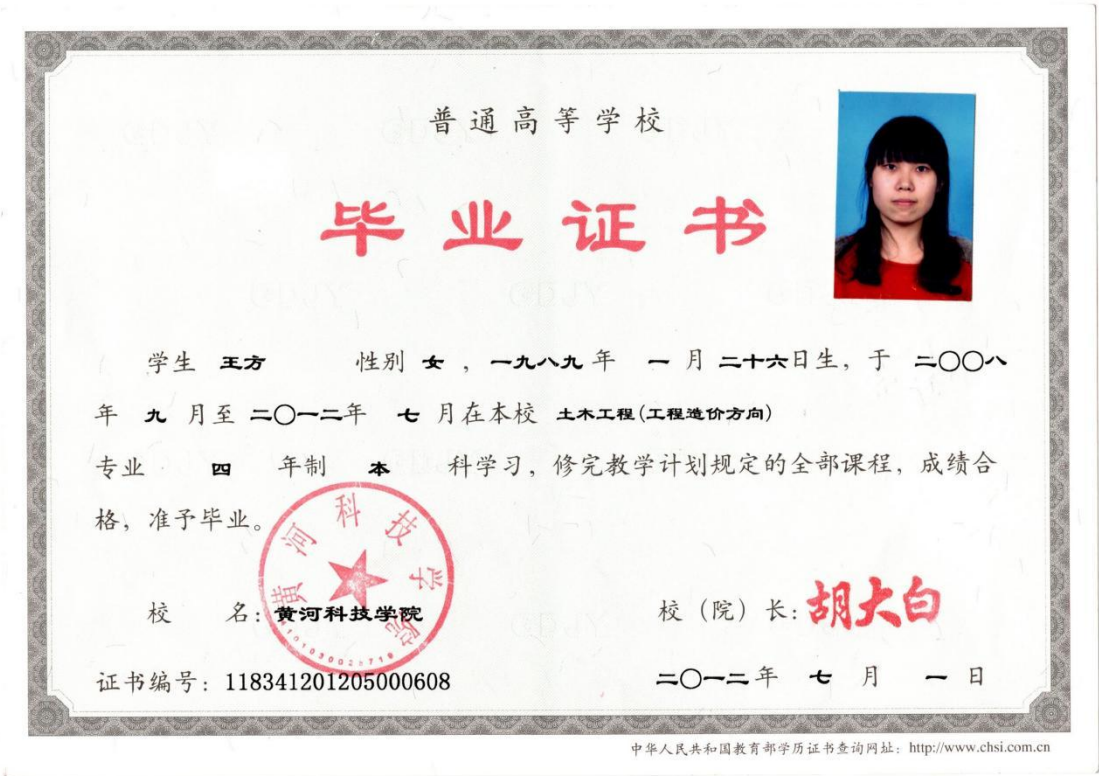 普通高等学校
毕业证书
学生 王方 性别 女，一九八九年 一月二十六日生，于 二〇〇八
年 九 月至 二〇一二年 七 月在本校 土木工程(工程造价方向)
专业 四 年制 本 科学习，修完教学计划规定的全部课程，成绩合
格，准予毕业。
黄河科技学院
校 名：黄河科技学院
校（院）长：胡大白
证书编号：118341201205000608
二〇一二年 七 月 一 日
中华人民共和国教育部学历证书查询网址：http://www.chsi.com.cn